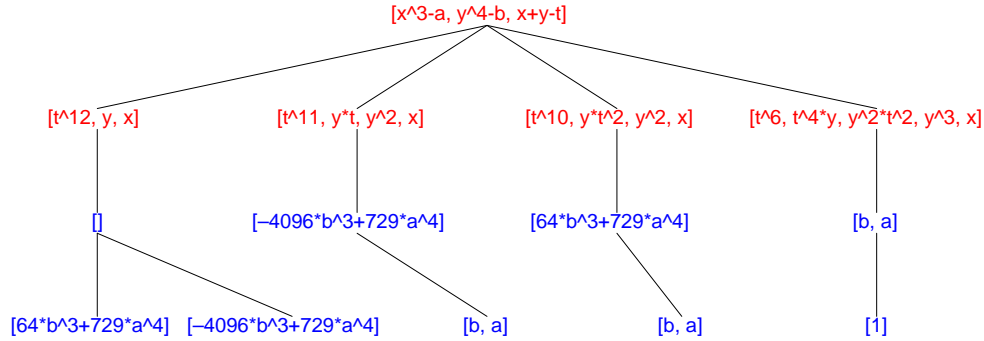 [x^3-a, y^4-b, x+y-t]
[t^12, y, x]
[t^11, y*t, y^2, x]
[t^10, y*t^2, y^2, x]
[t^6, t^4*y, y^2*t^2, y^3, x]
[]
[–4096*b^3+729*a^4]
[64*b^3+729*a^4]
[b, a]
[64*b^3+729*a^4]
[–4096*b^3+729*a^4]
[b, a]
[b, a]
[1]